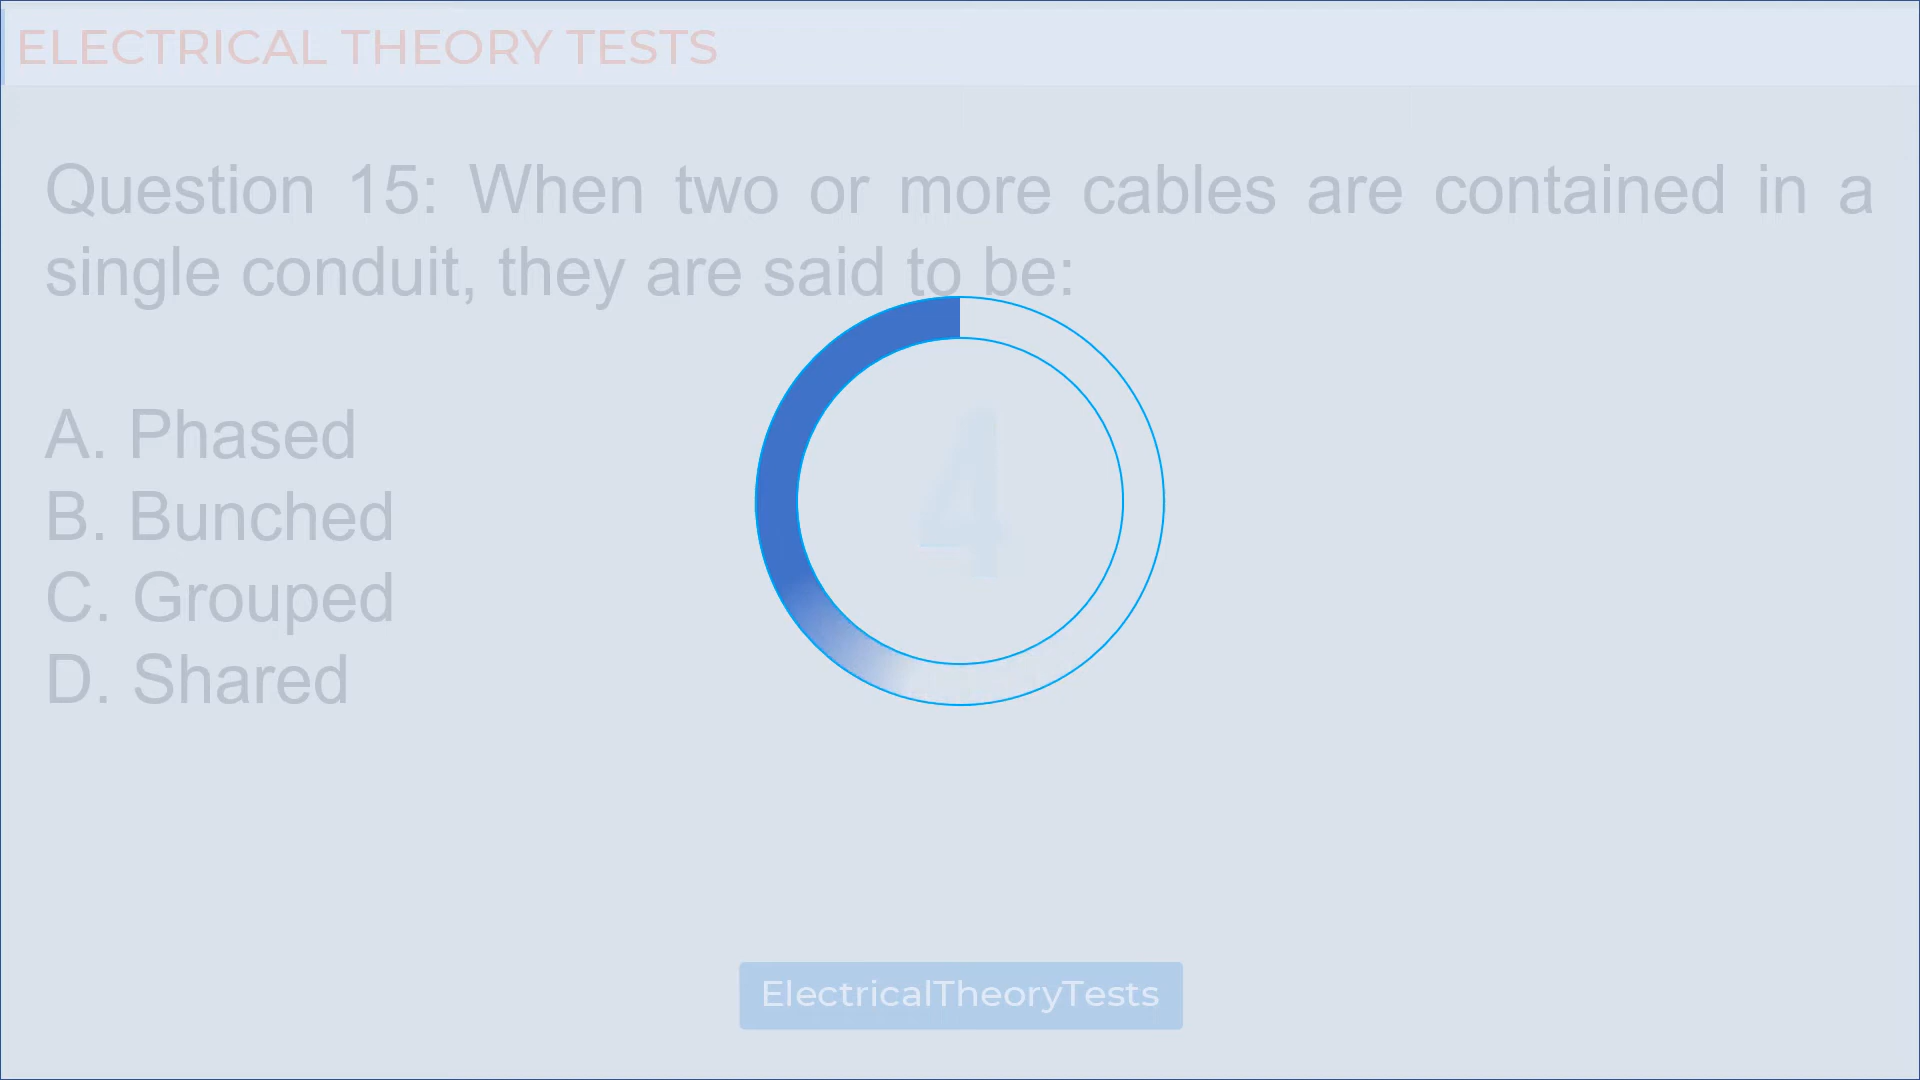 ELECTRICAL THEORY TESTS
Question 15: When two or more cables are contained in a
single conduit, they are said to be:
A. Phased
B. Bunched
C. Grouped
D. Shared
4
ElectricalTheoryTests